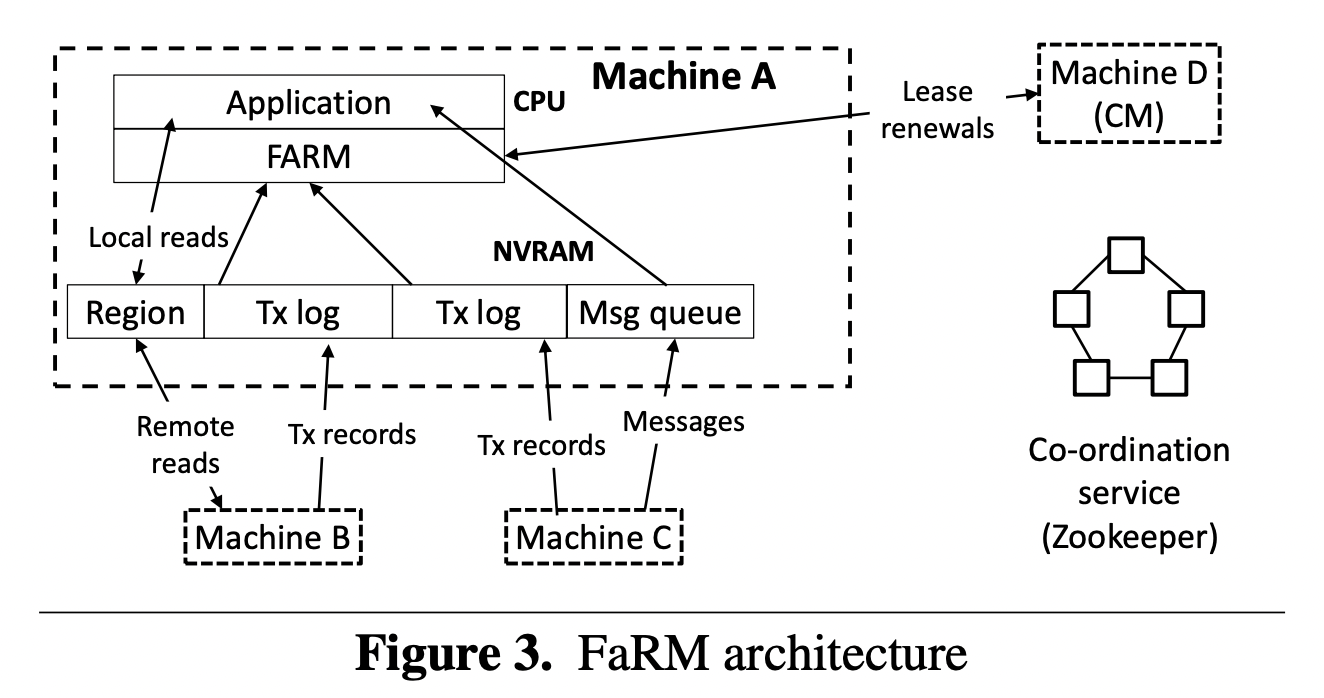 Machine A
Application
CPU
FARM
Lease
renewals
Machine D
(CM)
Local reads
NVRAM
Region
Tx log
Tx log
Msg queue
Remote
reads
Tx records
Tx records
Messages
Machine B
Machine C
Co-ordination
service
(Zookeeper)
Figure 3. FaRM architecture